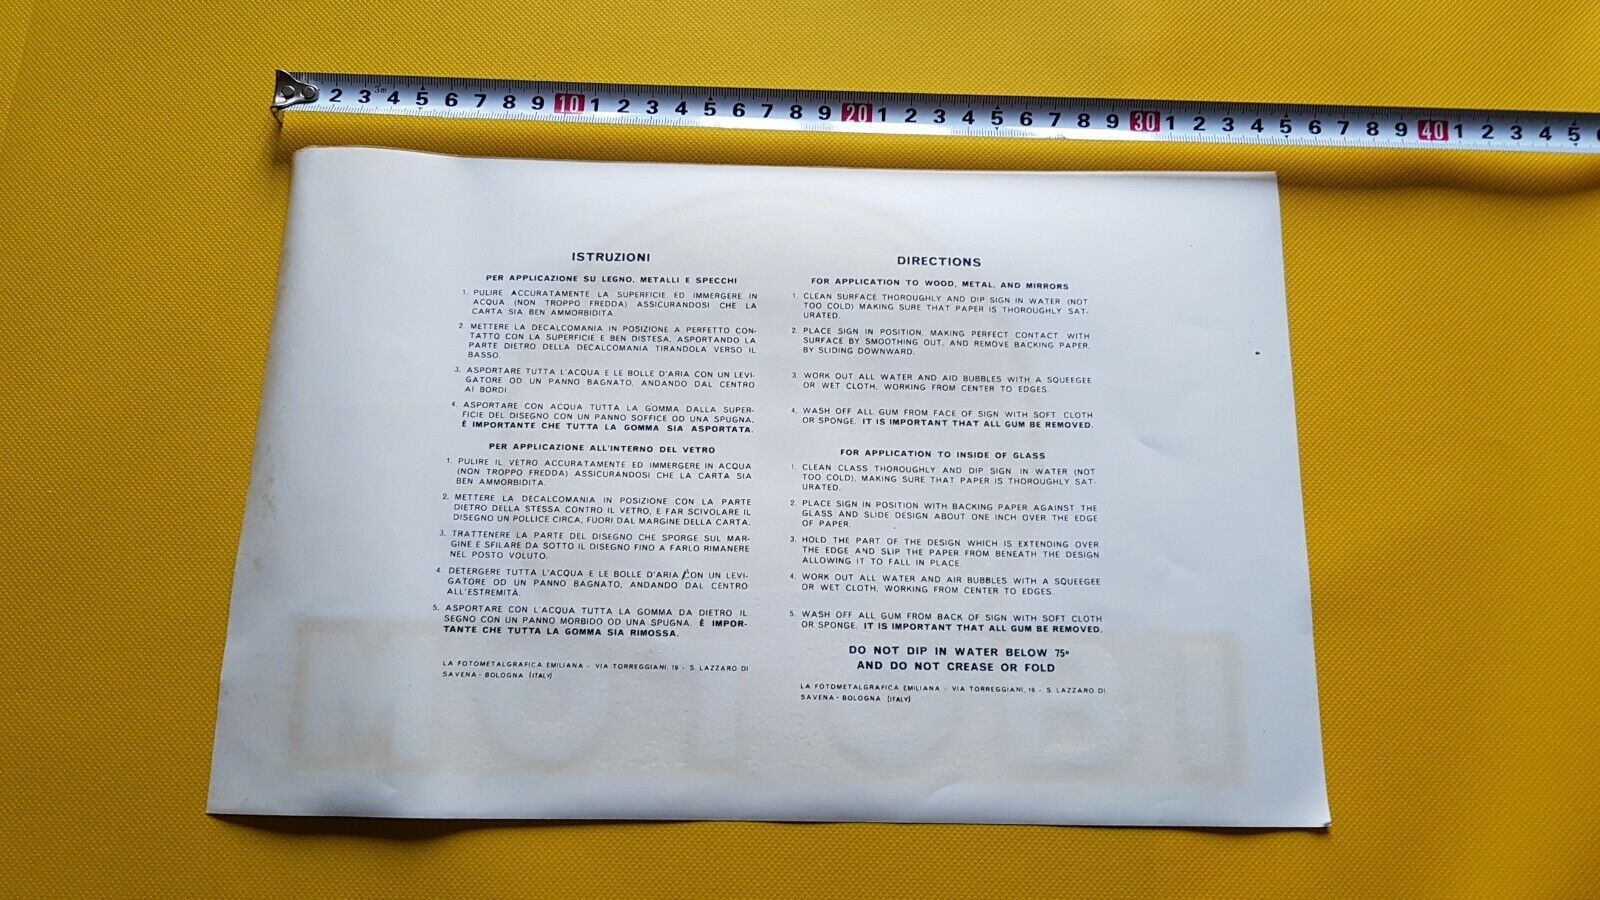 2 3 3m 4 5 6 7 8 9 10 1 2 3 4 5 6 7 8 9 20 1 2 3 4 5 6 7 8 9 30 1 2 3 4 5 6 7 8 9 40 1 2 3 4 5 6
ISTRUZIONI
PER APPLICAZIONE SU LEGNO, METALLI E SPECCHI
1. PULIRE ACCURATAMENTE LA SUPERFICIE ED IMMERGERE IN
ACQUA (NON TROPPO FREDDA) ASSICURANDOSI CHE LA
CARTA SIA BEN AMMORBIDITA.
2. METTERE LA DECALCOMANIA IN POSIZIONE A PERFETTO CON-
TATTO CON LA SUPERFICIE E BEN DISTESA, ASPORTANDO LA
PARTE DIETRO DELLA DECALCOMANIA TIRANDOLA VERSO IL
BASSO.
3. ASPORTARE TUTTA L'ACQUA E LE BOLLE D'ARIA CON UN LEVI-
GATORE OD UN PANNO BAGNATO, ANDANDO DAL CENTRO
AI BORDI.
4. ASPORTARE CON ACQUA TUTTA LA GOMMA DALLA SUPER-
FICIE DEL DISEGNO CON UN PANNO SOFFICE OD UNA SPUGNA.
È IMPORTANTE CHE TUTTA LA GOMMA SIA ASPORTATA.
PER APPLICAZIONE ALL'INTERNO DEL VETRO
1. PULIRE IL VETRO ACCURATAMENTE ED IMMERGERE IN ACQUA
(NON TROPPO FREDDA) ASSICURANDOSI CHE LA CARTA SIA
BEN AMMORBIDITA.
2. METTERE LA DECALCOMANIA IN POSIZIONE CON LA PARTE
DIETRO DELLA STESSA CONTRO IL VETRO, E FAR SCIVOLARE IL
DISEGNO UN POLLICE CIRCA, FUORI DAL MARGINE DELLA CARTA.
3. TRATTENERE LA PARTE DEL DISEGNO CHE SPORGE SUL MAR-
GINE E SFILARE DA SOTTO IL DISEGNO FINO A FARLO RIMANERE
NEL POSTO VOLUTO.
4. DETERGERE TUTTA L'ACQUA E LE BOLLE D'ARIA CON UN LEVI-
GATORE OD UN PANNO BAGNATO, ANDANDO DAL CENTRO
ALL'ESTREMITÀ.
5. ASPORTARE CON L'ACQUA TUTTA LA GOMMA DA DIETRO IL
SEGNO CON UN PANNO MORBIDO OD UNA SPUGNA. È IMPOR-
TANTE CHE TUTTA LA GOMMA SIA RIMOSSA.
LA FOTOMETALGRAFICA EMILIANA - VIA TORREGGIANI, 19 - S. LAZZARO DI
SAVENA - BOLOGNA (ITALY)
DIRECTIONS
FOR APPLICATION TO WOOD, METAL, AND MIRRORS
1. CLEAN SURFACE THOROUGHLY AND DIP SIGN IN WATER (NOT
TOO COLD) MAKING SURE THAT PAPER IS THOROUGHLY SAT-
URATED.
2. PLACE SIGN IN POSITION, MAKING PERFECT CONTACT WITH
SURFACE BY SMOOTHING OUT, AND REMOVE BACKING PAPER,
BY SLIDING DOWNWARD.
3. WORK OUT ALL WATER AND AID BUBBLES WITH A SQUEEGEE
OR WET CLOTH, WORKING FROM CENTER TO EDGES.
4. WASH OFF ALL GUM FROM FACE OF SIGN WITH SOFT CLOTH
OR SPONGE. IT IS IMPORTANT THAT ALL GUM BE REMOVED.
FOR APPLICATION TO INSIDE OF GLASS
1. CLEAN CLASS THOROUGHLY AND DIP SIGN IN WATER (NOT
TOO COLD), MAKING SURE THAT PAPER IS THOROUGHLY SAT-
URATED.
2. PLACE SIGN IN POSITION WITH BACKING PAPER AGAINST THE
GLASS AND SLIDE DESIGN ABOUT ONE INCH OVER THE EDGE
OF PAPER.
3. HOLD THE PART OF THE DESIGN WHICH IS EXTENDING OVER
THE EDGE AND SLIP THE PAPER FROM BENEATH THE DESIGN
ALLOWING IT TO FALL IN PLACE.
4. WORK OUT ALL WATER AND AIR BUBBLES WITH A SQUEEGEE
OR WET CLOTH, WORKING FROM CENTER TO EDGES.
5. WASH OFF ALL GUM FROM BACK OF SIGN WITH SOFT CLOTH
OR SPONGE. IT IS IMPORTANT THAT ALL GUM BE REMOVED.
DO NOT DIP IN WATER BELOW 75°
AND DO NOT CREASE OR FOLD
LA FOTOMETALGRAFICA EMILIANA - VIA TORREGGIANI, 19 - S. LAZZARO DI
SAVENA - BOLOGNA (ITALY)